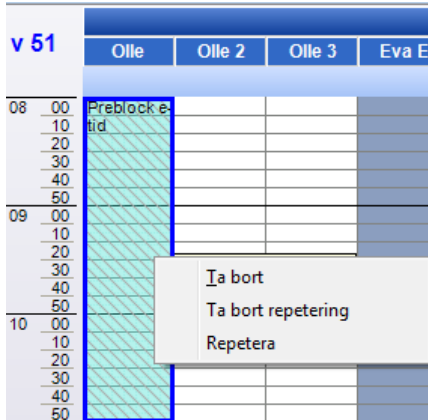 v 51
Olle Olle 2 Olle 3 Eva E
08 00 Preblock e-
10 tid
20
30
40
50
09 00
10
20
30
40
50
Ta bort
Ta bort repetering
Repetera
10 00
10
20
30
40
50